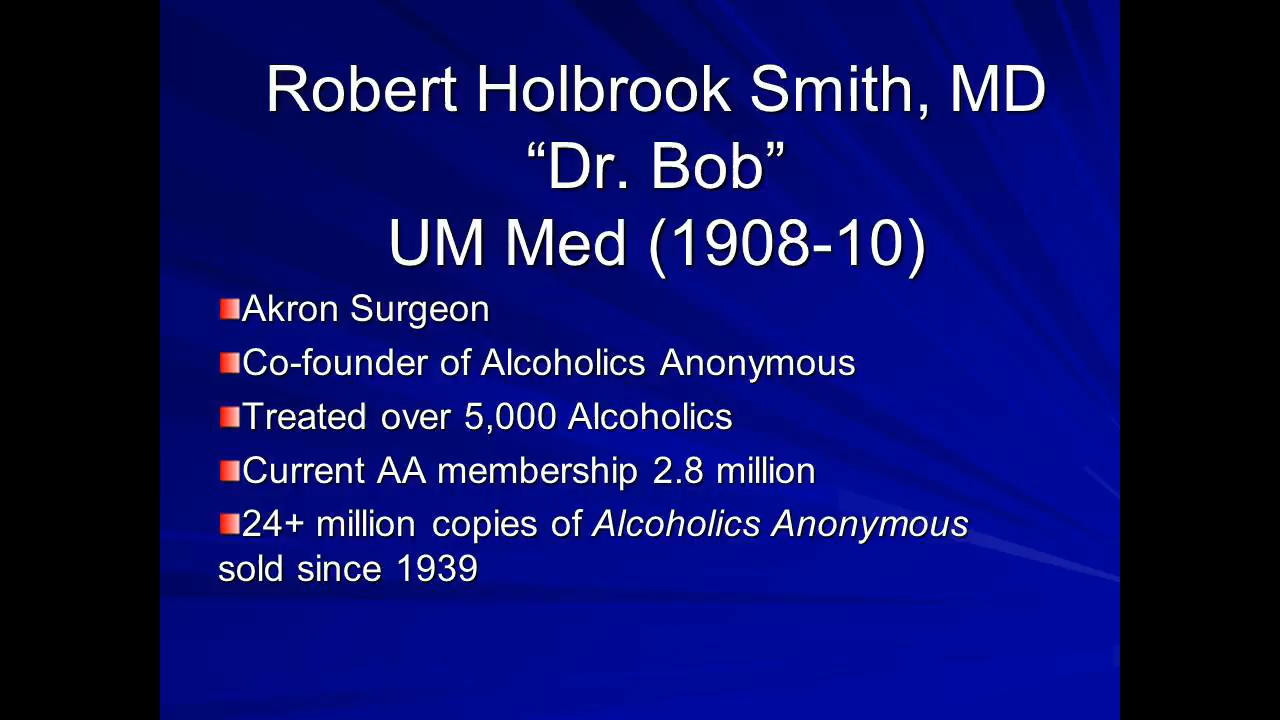 Robert Holbrook Smith, MD
“Dr. Bob”
UM Med (1908-10)
Akron Surgeon
Co-founder of Alcoholics Anonymous
Treated over 5,000 Alcoholics
Current AA membership 2.8 million
24+ million copies of Alcoholics Anonymous
sold since 1939